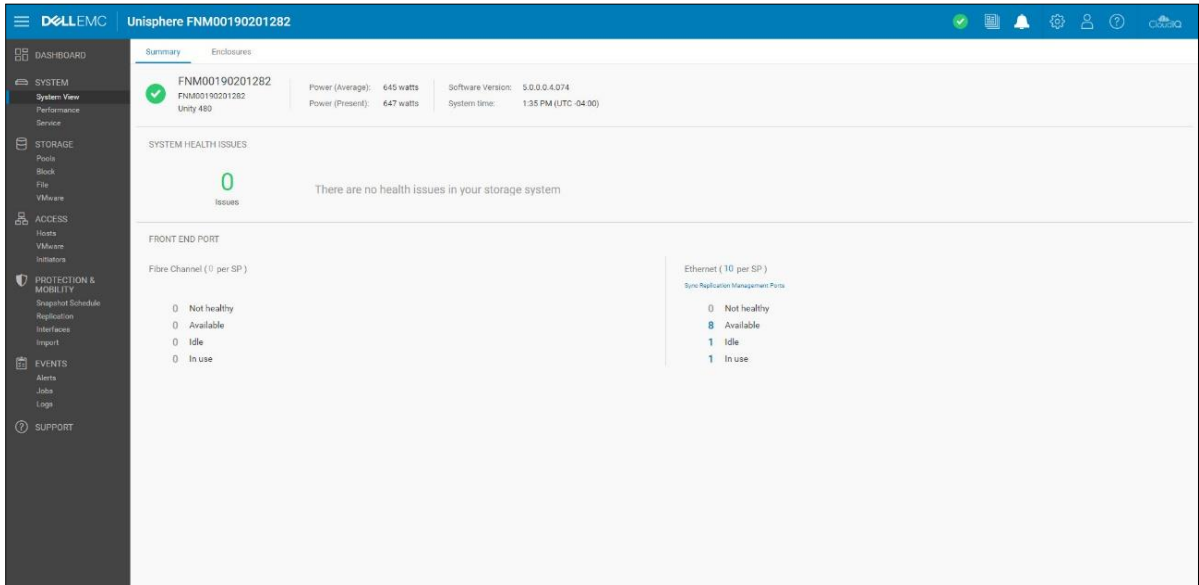 DELLEMC Unisphere FNM00190201282 CloudIQ
DASHBOARD
SYSTEM
System View
Performance
Service
STORAGE
Pools
Block
File
VMware
ACCESS
Hosts
VMware
Initiators
PROTECTION &
MOBILITY
Snapshot Schedule
Replication
Interfaces
Import
EVENTS
Alerts
Jobs
Logs
SUPPORT
Summary Enclosures
FNM00190201282
FNM00190201282
Unity 480
Power (Average): 645 watts
Power (Present): 647 watts
Software Version: 5.0.0.0.4.074
System time: 1:35 PM (UTC -04:00)
SYSTEM HEALTH ISSUES
0
Issues
There are no health issues in your storage system
FRONT END PORT
Fibre Channel ( 0 per SP )
0 Not healthy
0 Available
0 Idle
0 In use
Ethernet ( 10 per SP )
Sync Replication Management Ports
0 Not healthy
8 Available
1 Idle
1 In use